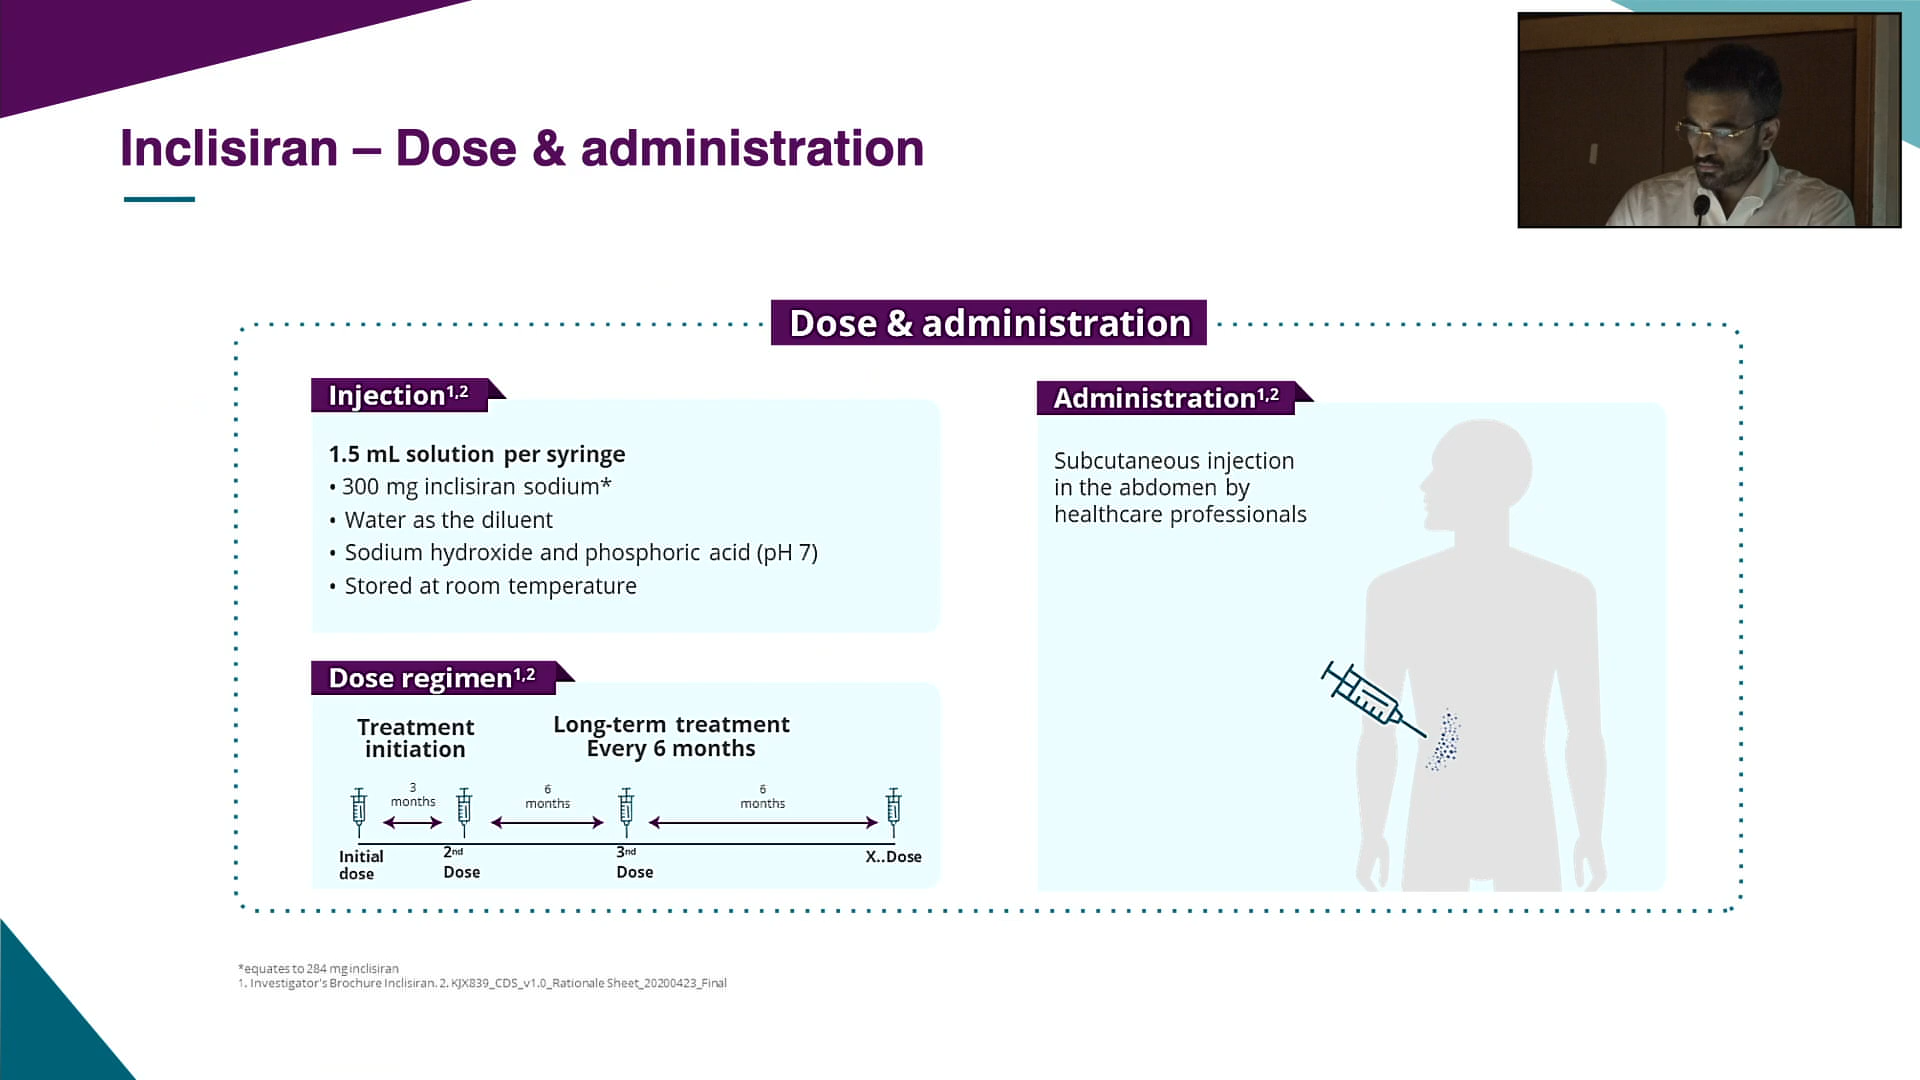 Inclisiran – Dose & administration
Dose & administration
Injection1,2
1.5 mL solution per syringe
• 300 mg inclisiran sodium*
• Water as the diluent
• Sodium hydroxide and phosphoric acid (pH 7)
• Stored at room temperature
Dose regimen1,2
Treatment
initiation
Long-term treatment
Every 6 months
3
months
6
months
6
months
Initial
dose
2nd
Dose
3nd
Dose
X..Dose
Administration1,2
Subcutaneous injection
in the abdomen by
healthcare professionals
*equates to 284 mg inclisiran
1. Investigator's Brochure Inclisiran. 2. KJX839_CDS_v1.0_Rationale Sheet_20200423_Final